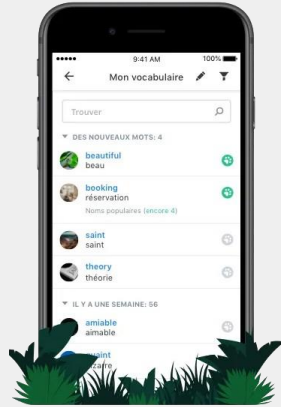 9:41 AM
100%
Mon vocabulaire
Trouver
DES NOUVEAUX MOTS: 4
beautiful
beau
booking
réservation
Noms populaires (encore 4)
saint
saint
theory
théorie
IL Y A UNE SEMAINE: 56
amiable
aimable